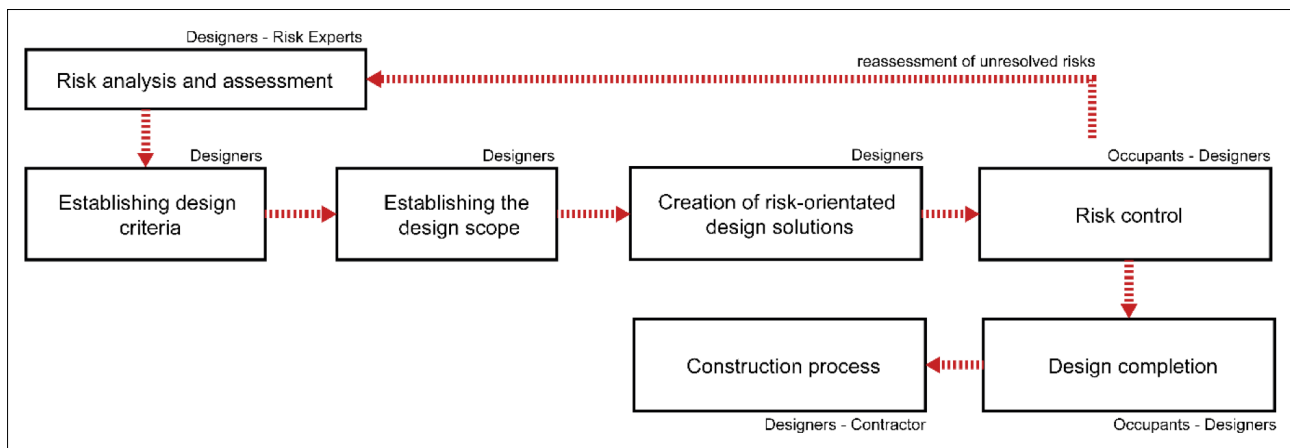 Designers - Risk Experts
Risk analysis and assessment
reassessment of unresolved risks
Designers
Establishing design
criteria
Designers
Establishing the
design scope
Designers
Creation of risk-orientated
design solutions
Occupants - Designers
Risk control
Construction process
Designers - Contractor
Design completion
Occupants - Designers